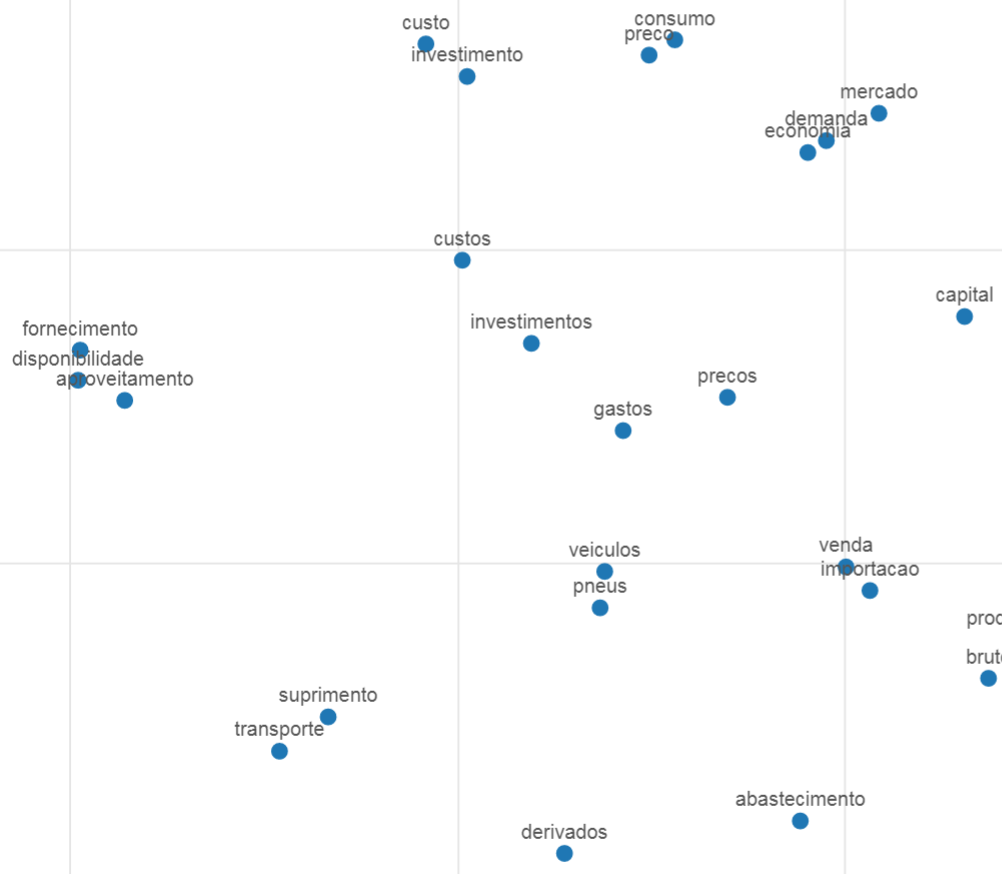 consumo
custo
preco
investimento
mercado
demanda
economia
custos
capital
investimentos
fornecimento
disponibilidade
precos
aproveitamento
gastos
venda
veiculos
importacao
pneus
suprimento
transporte
abastecimento
derivados